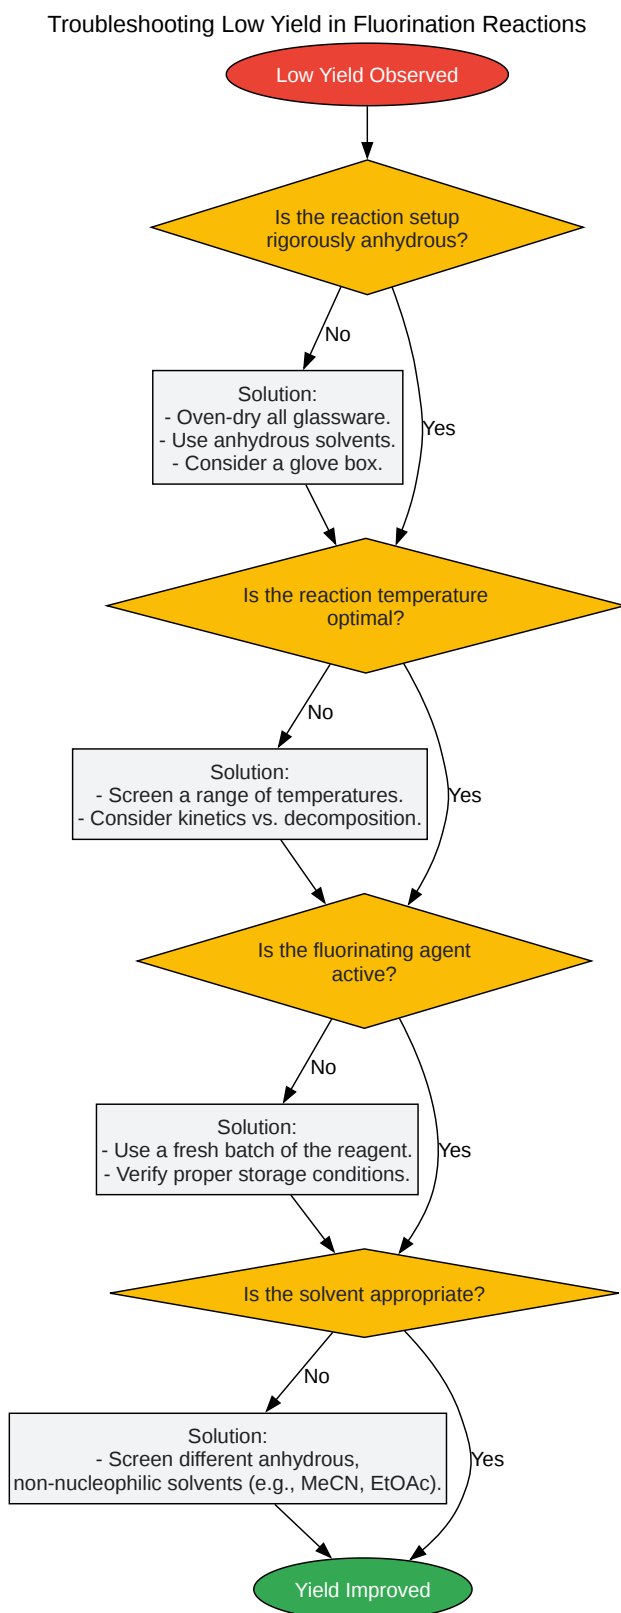 Troubleshooting Low Yield in Fluorination Reactions
Low Yield Observed
Is the reaction setup
rigorously anhydrous?
No
Solution:
- Oven-dry all glassware.
- Use anhydrous solvents.
- Consider a glove box.
Yes
Is the reaction temperature
optimal?
No
Solution:
- Screen a range of temperatures.
- Consider kinetics vs. decomposition.
Yes
Is the fluorinating agent
active?
No
Solution:
- Use a fresh batch of the reagent.
- Verify proper storage conditions.
Yes
Is the solvent appropriate?
No
Solution:
- Screen different anhydrous,
non-nucleophilic solvents (e.g., MeCN, EtOAc).
Yes
Yield Improved